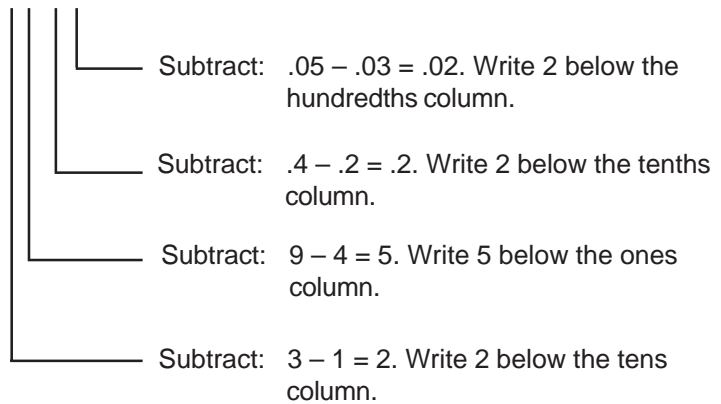 Subtract: .05 – .03 = .02. Write 2 below the
hundredths column.
Subtract: .4 – .2 = .2. Write 2 below the tenths
column.
Subtract: 9 – 4 = 5. Write 5 below the ones
column.
Subtract: 3 – 1 = 2. Write 2 below the tens
column.